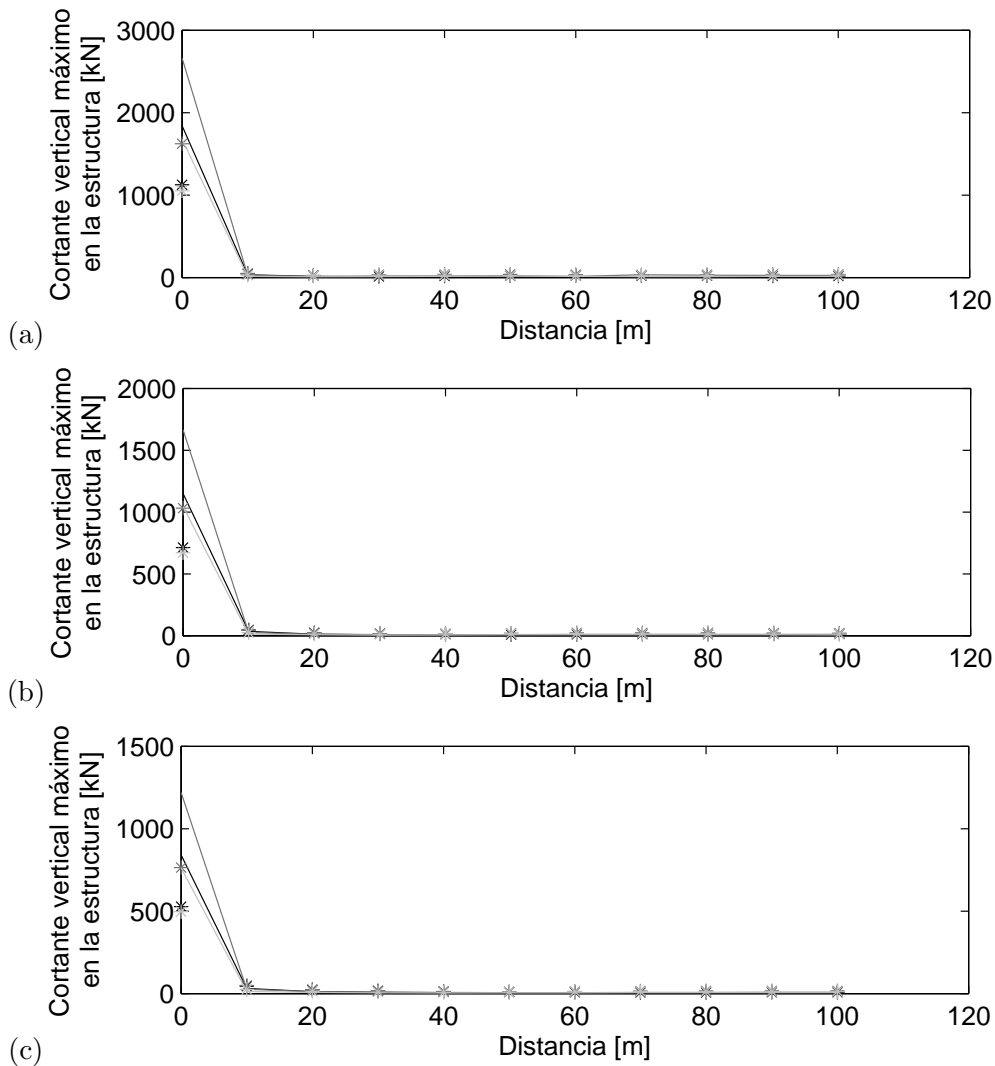 Cortante vertical máximo
en la estructura [kN]
3000
2000
1000
0
0 20 40 60 80 100 120
Distancia [m]
(a)
Cortante vertical máximo
en la estructura [kN]
2000
1500
1000
500
0
0 20 40 60 80 100 120
Distancia [m]
(b)
Cortante vertical máximo
en la estructura [kN]
1500
1000
500
0
0 20 40 60 80 100 120
Distancia [m]
(c)